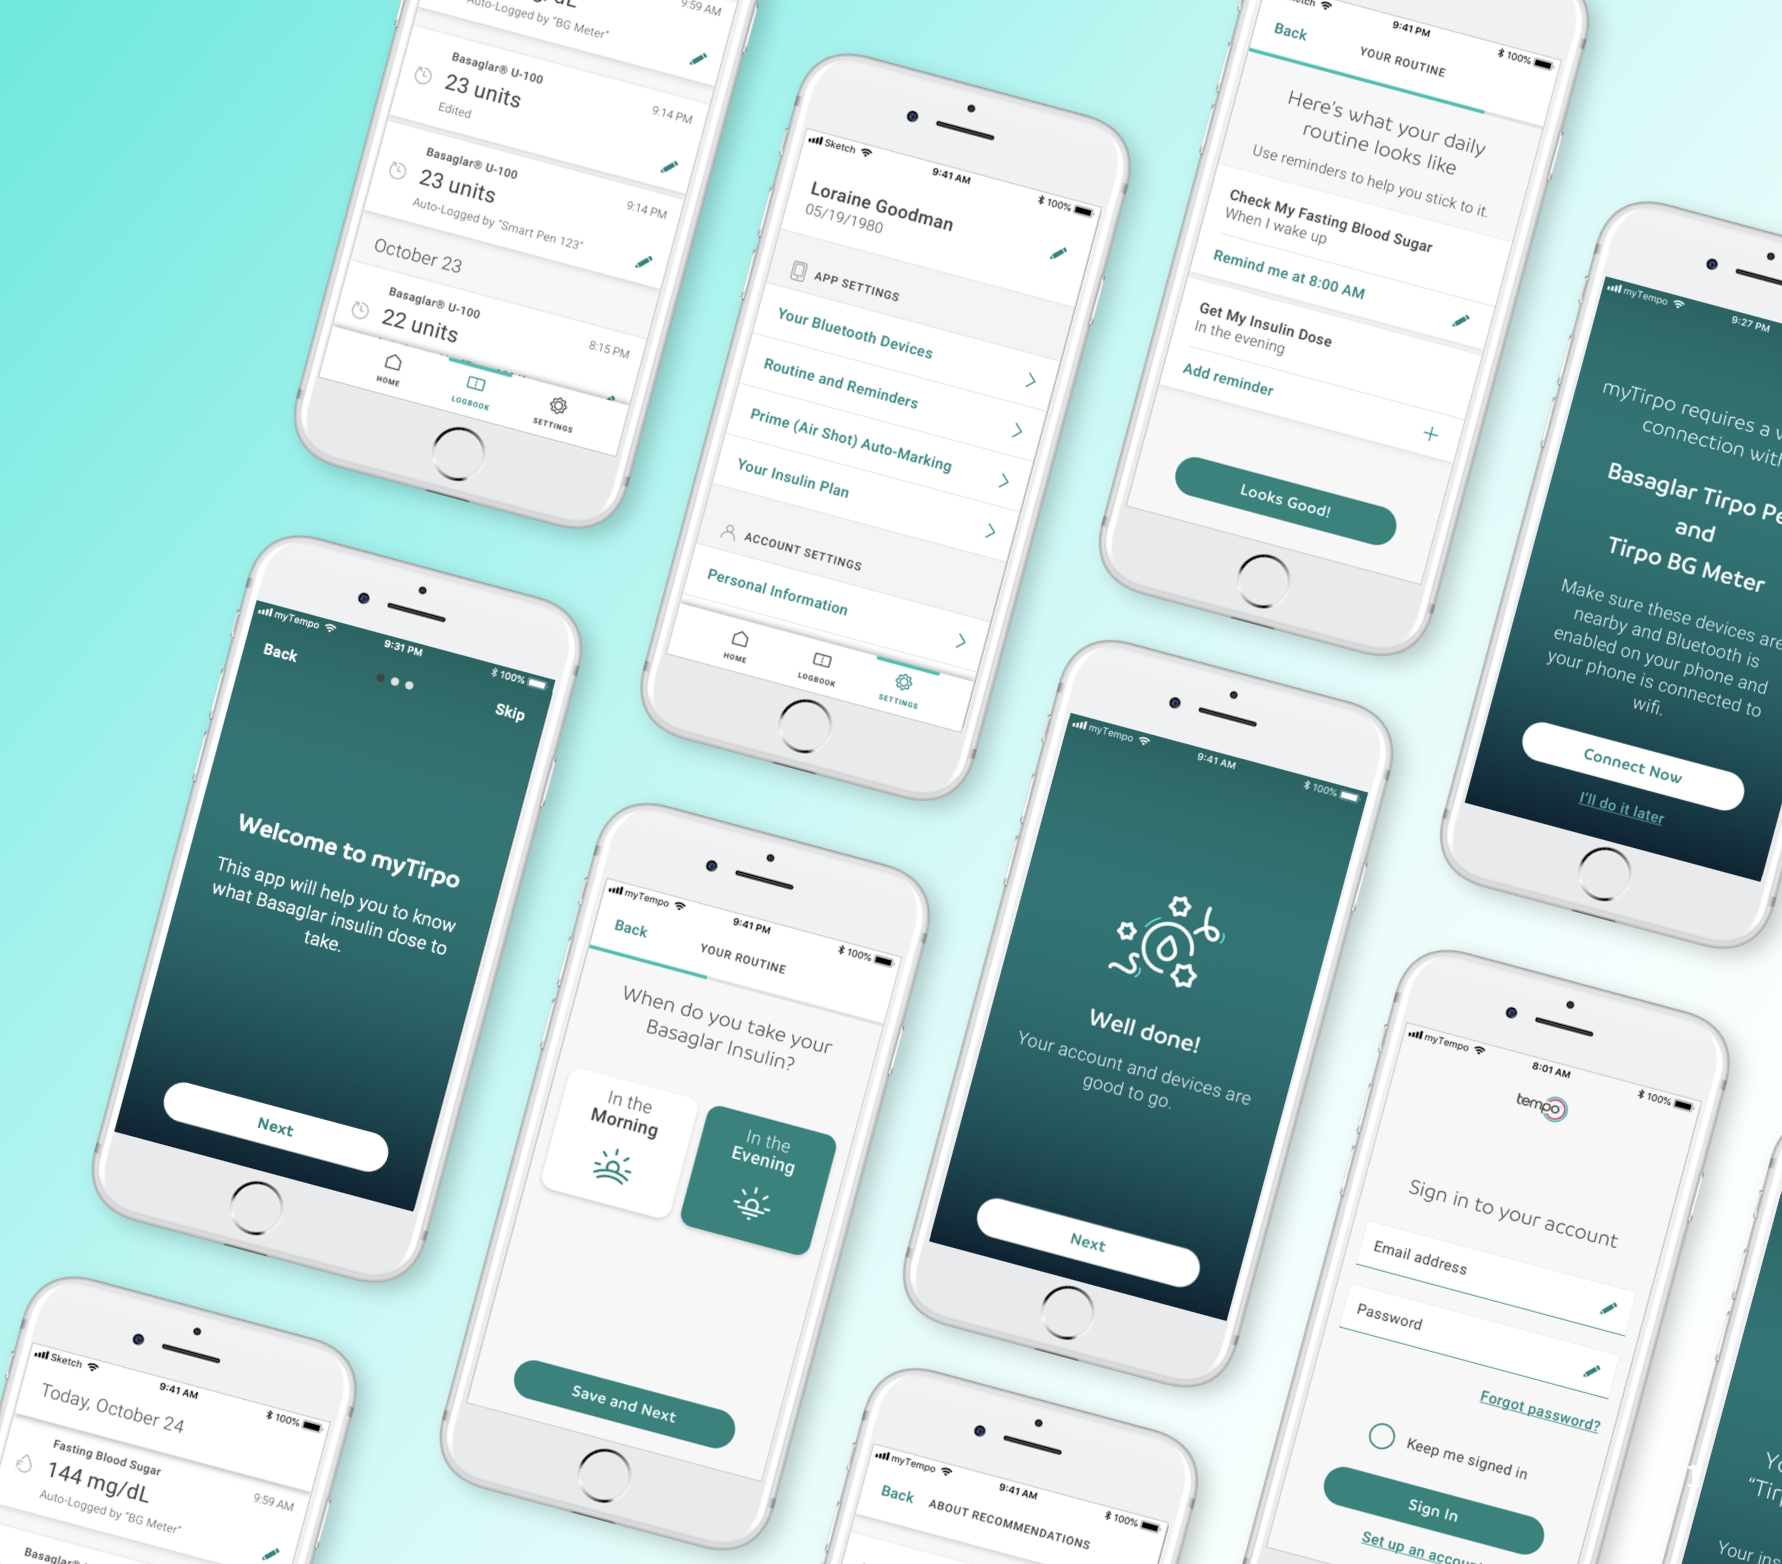 9:59 AM
Auto-Logged by "BG Meter"
Basaglar® U-100
23 units
9:14 PM
Edited
Basaglar® U-100
23 units
9:14 PM
Auto-Logged by "Smart Pen 123"
October 23
Basaglar® U-100
22 units
8:15 PM
HOME
LOGBOOK
SETTINGS
Sketch
9:41 AM
100%
Loraine Goodman
05/19/1980
APP SETTINGS
Your Bluetooth Devices
Routine and Reminders
Prime (Air Shot) Auto-Marking
Your Insulin Plan
ACCOUNT SETTINGS
Personal Information
HOME
LOGBOOK
SETTINGS
9:41 PM
100%
Back
YOUR ROUTINE
Here's what your daily
routine looks like
Use reminders to help you stick to it.
Check My Fasting Blood Sugar
When I wake up
Remind me at 8:00 AM
Get My Insulin Dose
In the evening
Add reminder
Looks Good!
myTempo
9:27 PM
myTirpo requires a
connection
Basaglar Tirpo
and
Tirpo BG Meter
Make sure these devices are
nearby and Bluetooth is
enabled on your phone and
your phone is connected to
wifi.
Connect Now
I'll do it later
myTempo
9:31 PM
100%
Back
Skip
Welcome to myTirpo
This app will help you to know
what Basaglar insulin dose to
take.
Next
myTempo
9:41 PM
100%
Back
YOUR ROUTINE
When do you take your
Basaglar Insulin?
In the
Morning
In the
Evening
Save and Next
myTempo
9:41 AM
100%
Well done!
Your account and devices are
good to go.
Next
myTempo
8:01 AM
100%
tempo
Sign in to your account
Email address
Password
Forgot password?
Keep me signed in
Sign In
Set up an
Sketch
9:41 AM
100%
Today, October 24
Fasting Blood Sugar
144 mg/dL
9:59 AM
Auto-Logged by "BG Meter"
myTempo
9:41 AM
100%
Back
ABOUT RECOMMENDATIONS
Your